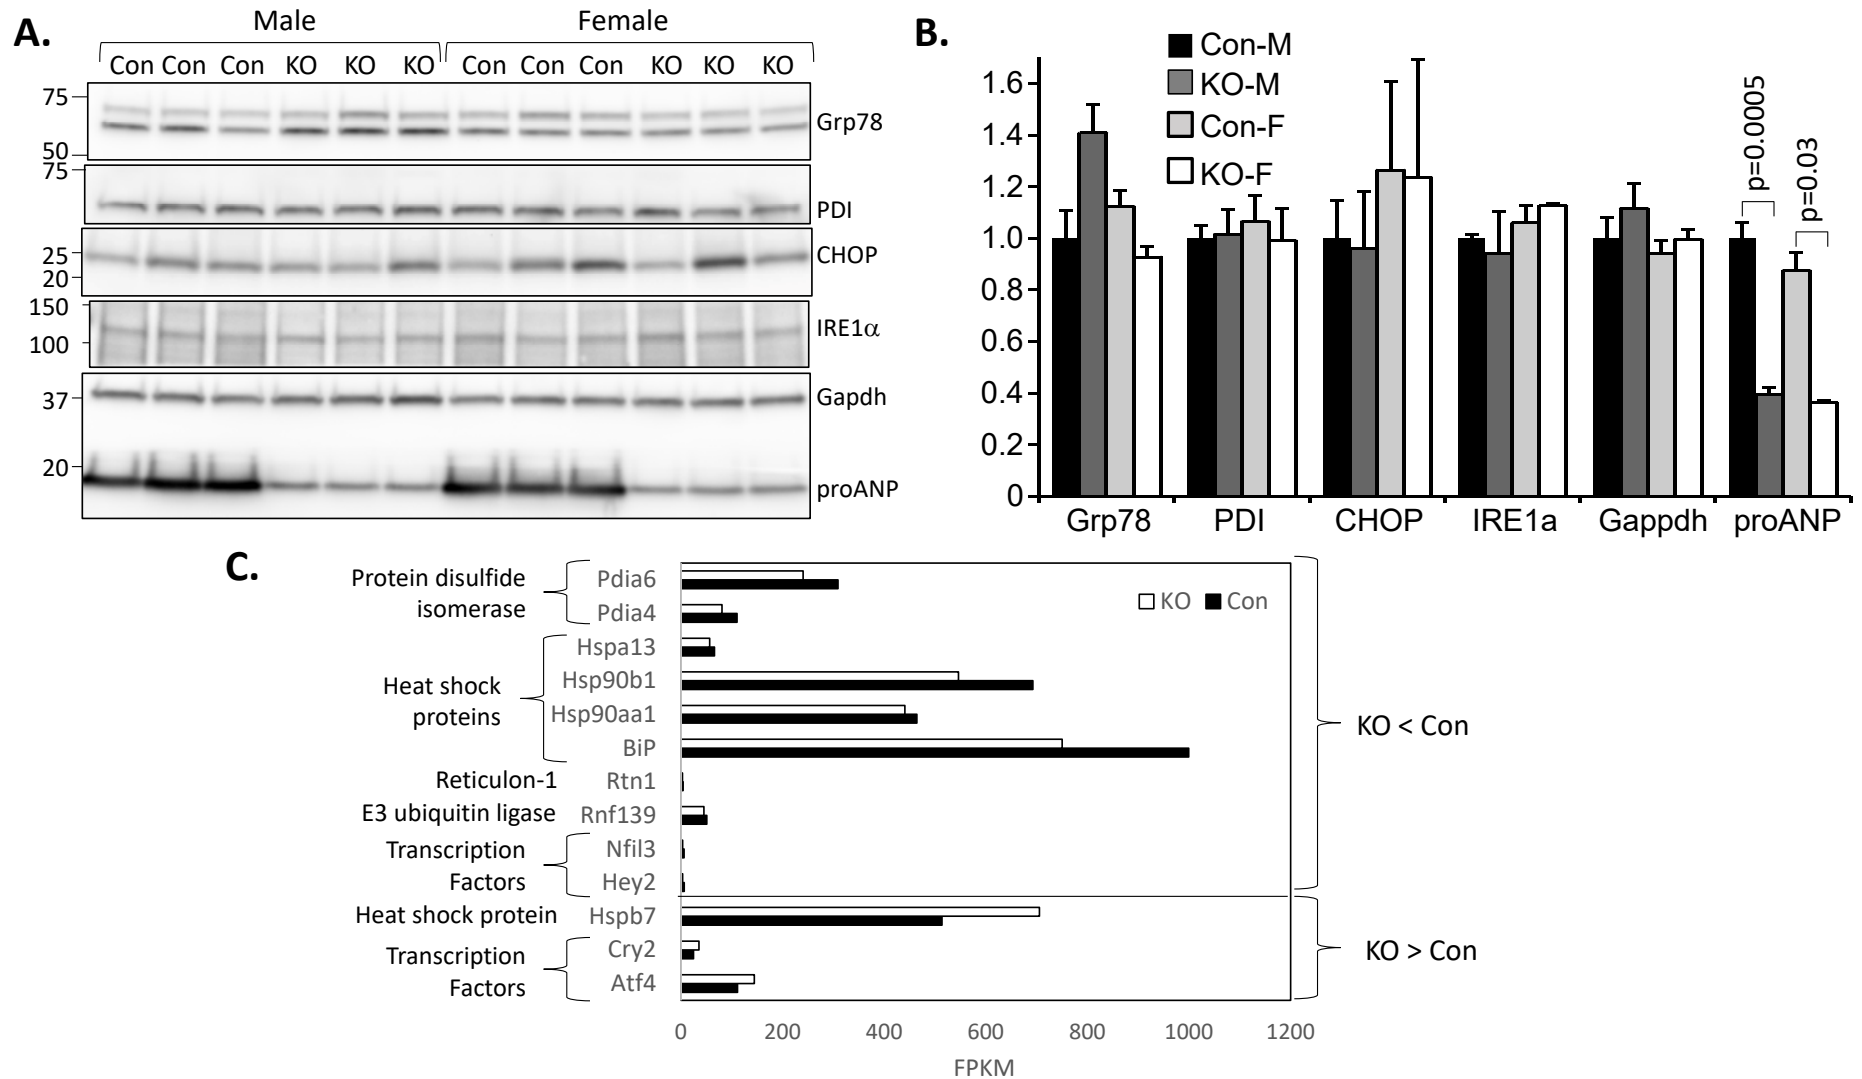 A.
Male Female
Con Con Con KO KO KO Con Con Con KO KO KO
75
50
Grp78
75
PDI
25
20
CHOP
150
100
IRE1α
37
Gapdh
20
proANP
B.
Con-M
KO-M
Con-F
KO-F
1.6
1.4
1.2
1.0
0.8
0.6
0.4
0.2
0
p=0.0005
p=0.03
Grp78 PDI CHOP IRE1a Gappdh proANP
C.
Protein disulfide
isomerase
Pdia6
Pdia4
Heat shock
proteins
Hspa13
Hsp90b1
Hsp90aa1
BiP
Reticulon-1 Rtn1
E3 ubiquitin ligase Rnf139
Transcription
Factors
Nfil3
Hey2
Heat shock protein Hspb7
Transcription
Factors
Cry2
Atf4
KO Con
KO < Con
KO > Con
0 200 400 600 800 1000 1200
FPKM